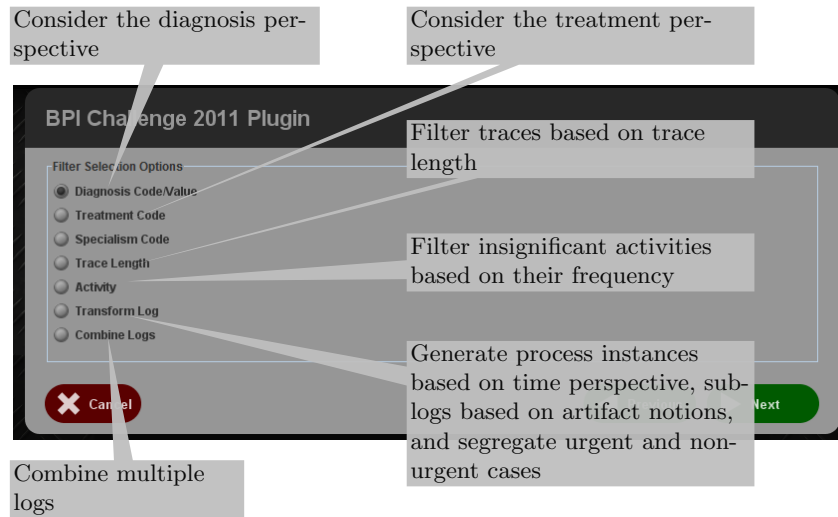 Consider the diagnosis per-
spective
Consider the treatment per-
spective
BPI Challenge 2011 Plugin
Filter traces based on trace
length
Filter Selection Options
Diagnosis Code/Value
Treatment Code
Specialism Code
Trace Length
Activity
Transform Log
Combine Logs
Filter insignificant activities
based on their frequency
Generate process instances
based on time perspective, sub-
logs based on artifact notions,
and segregate urgent and non-
urgent cases
Cancel
Previous
Next
Combine multiple
logs